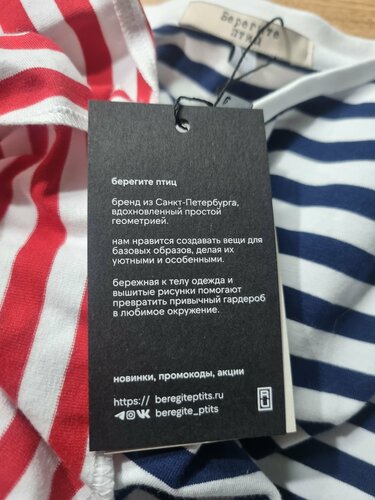 Берегите
птиц
берегите птиц
бренд из Санкт-Петербурга,
вдохновленный простой
геометрией.
нам нравится создавать вещи для
базовых образов, делая их
уютными и особенными.
бережная к телу одежда и
вышитые рисунки помогают
превратить привычный гардероб
в любимое окружение.
новинки, промокоды, акции
https:// beregiteptits.ru
beregite_ptits